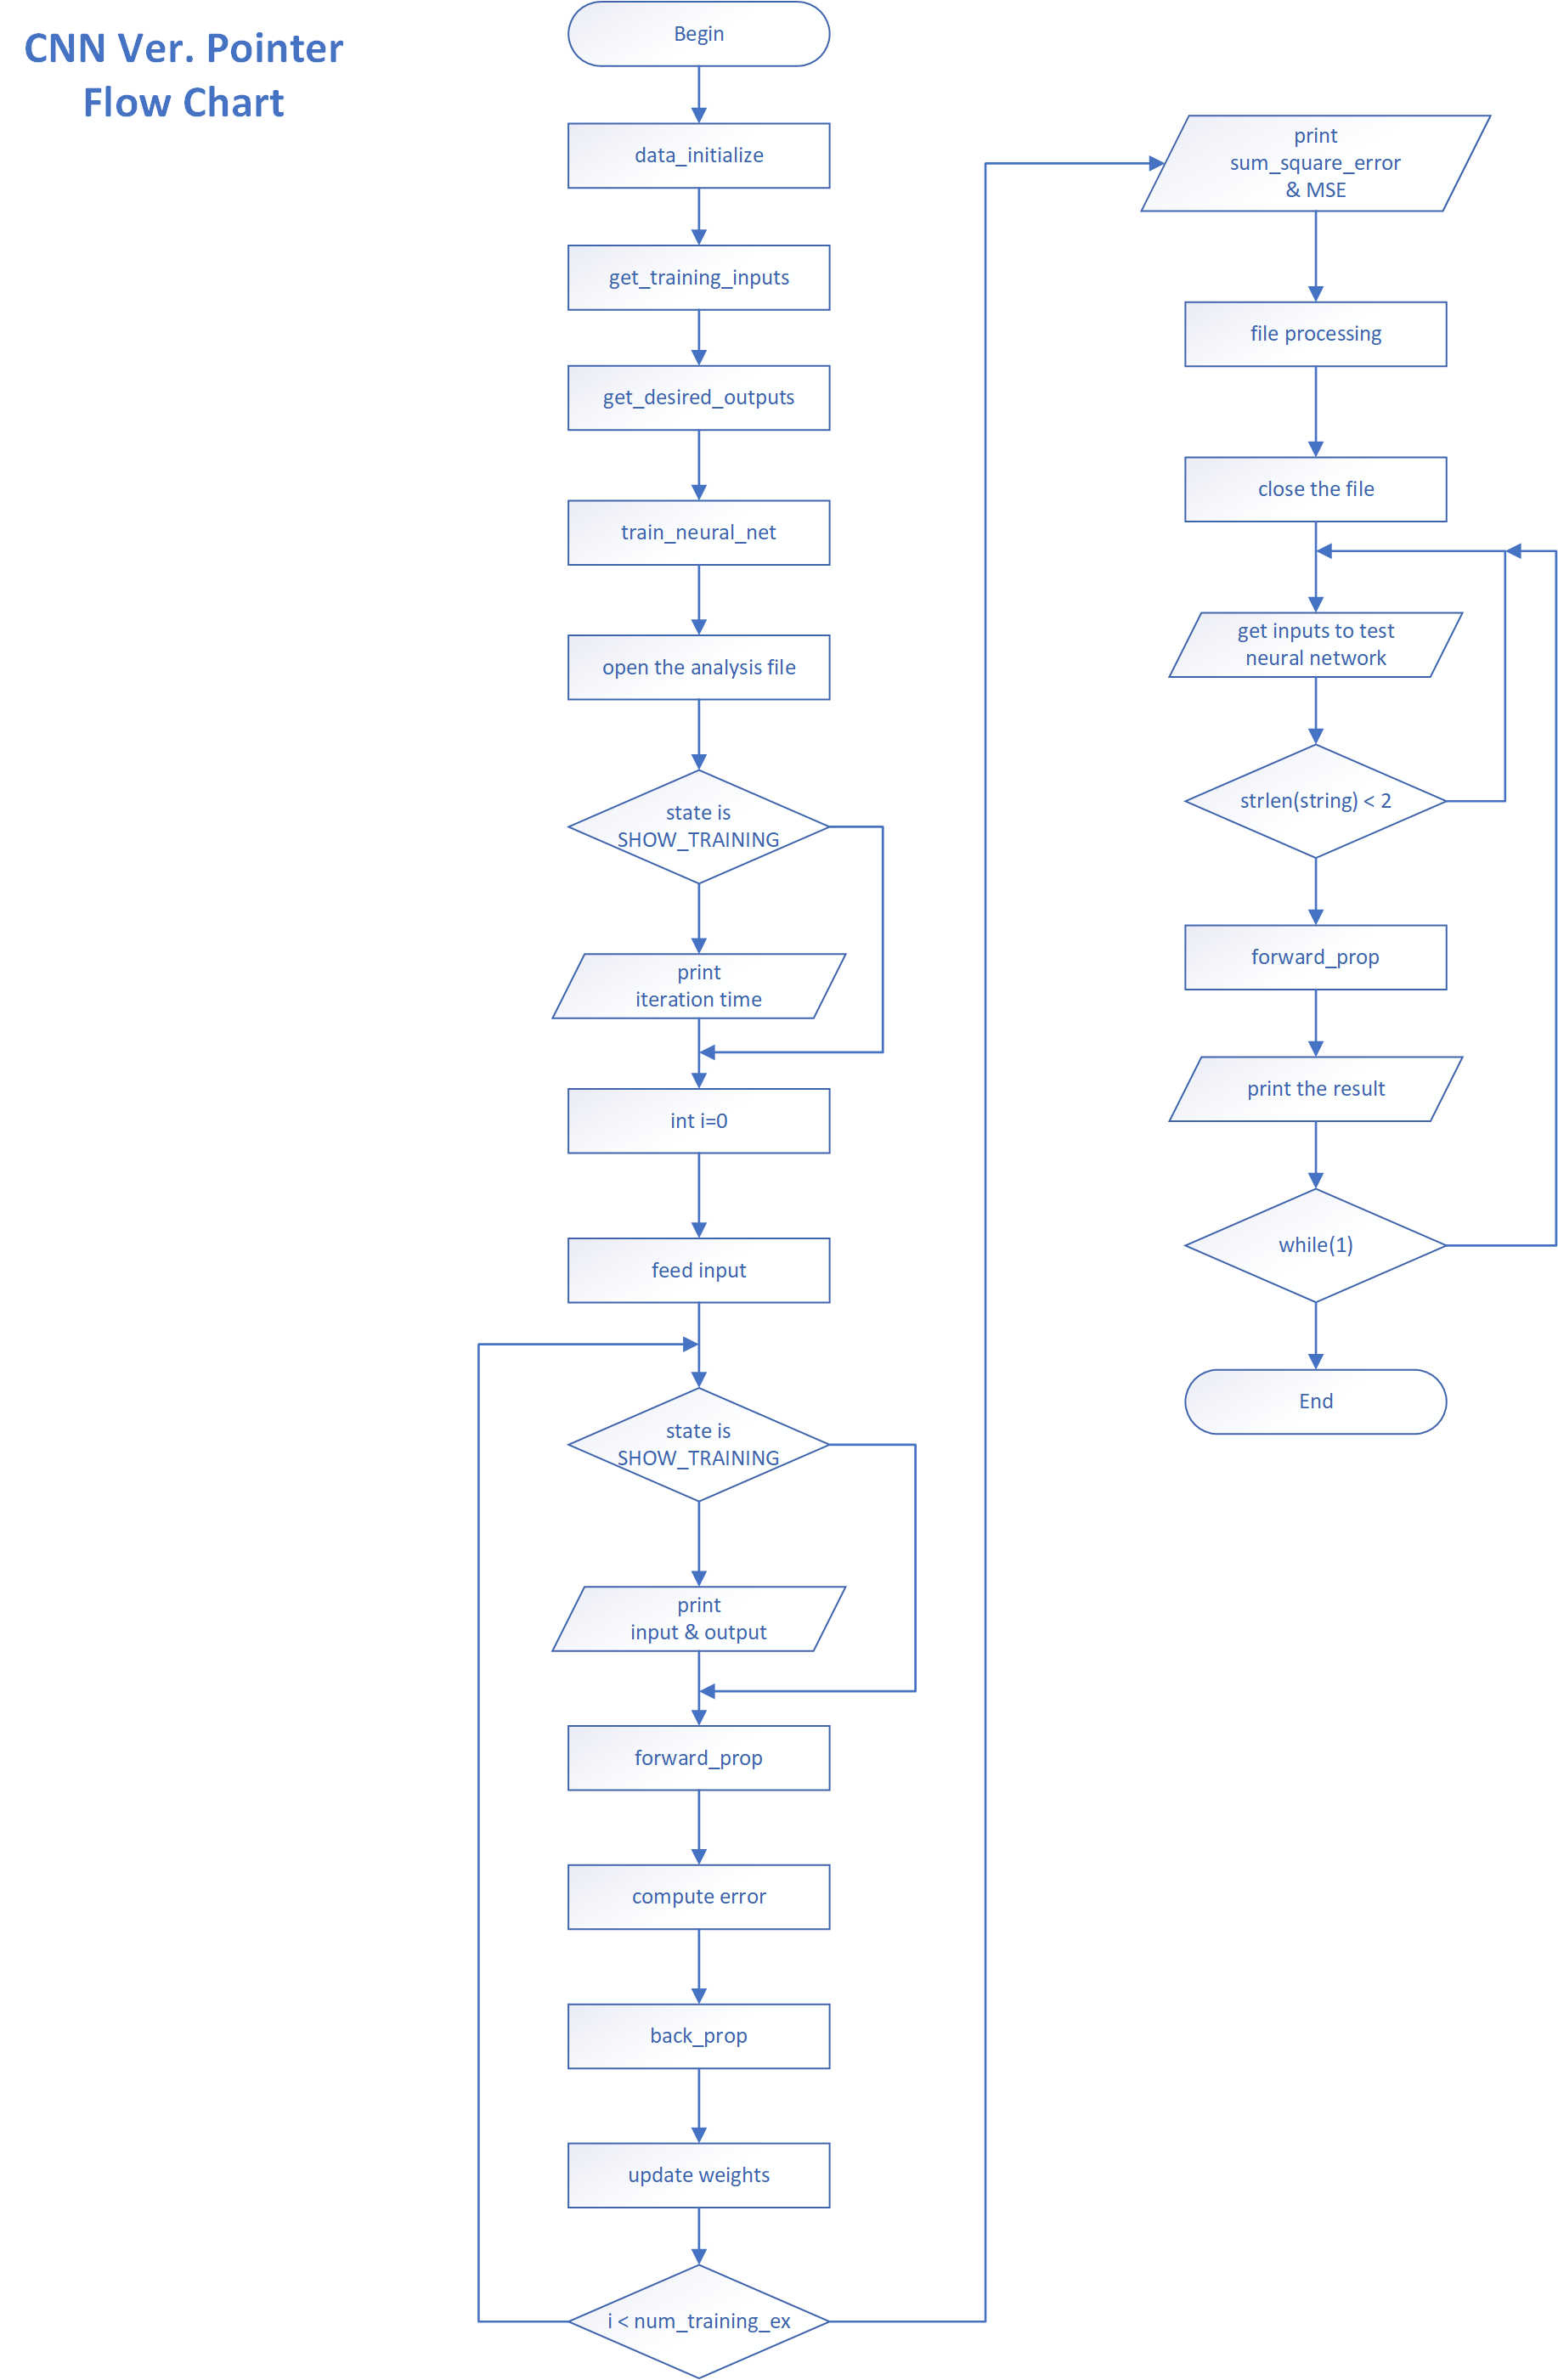 CNN Ver. Pointer
Flow Chart
Begin
data_initialize
get_training_inputs
get_desired_outputs
train_neural_net
open the analysis file
state is
SHOW_TRAINING
print
iteration time
int i=0
feed input
state is
SHOW_TRAINING
print
input & output
forward_prop
compute error
back_prop
update weights
i < num_training_ex
print
sum_square_error
& MSE
file processing
close the file
get inputs to test
neural network
strlen(string) < 2
forward_prop
print the result
while(1)
End